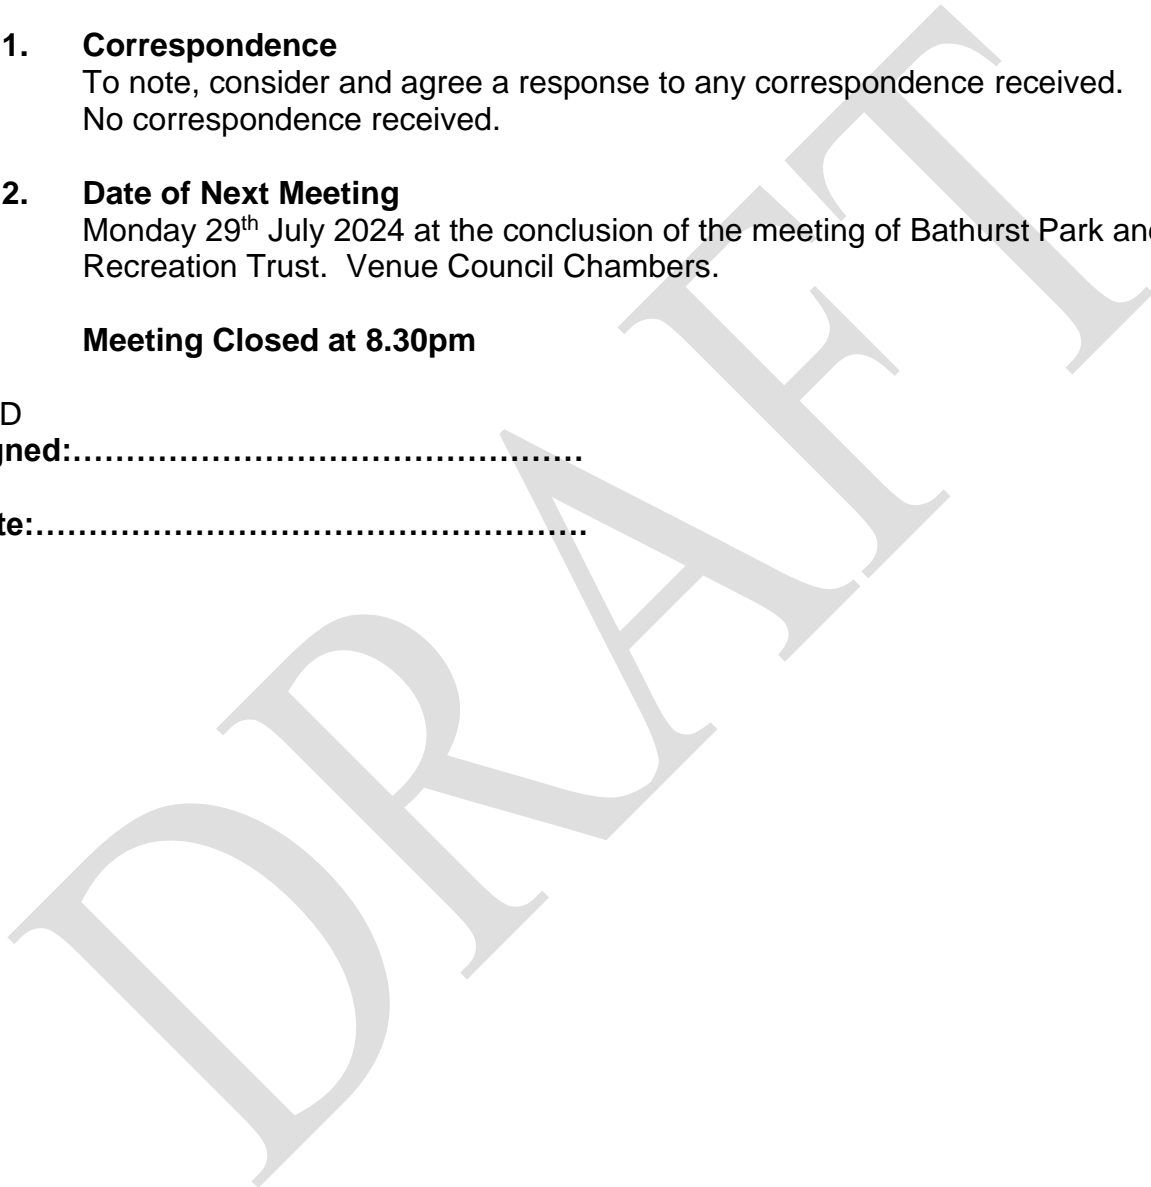 1. Correspondence
To note, consider and agree a response to any correspondence received.
No correspondence received.
2. Date of Next Meeting
Monday 29th July 2024 at the conclusion of the meeting of Bathurst Park an
Recreation Trust. Venue Council Chambers.
Meeting Closed at 8.30pm
D
gned:…………………………………………
te:…………………………………………….
DRAFT